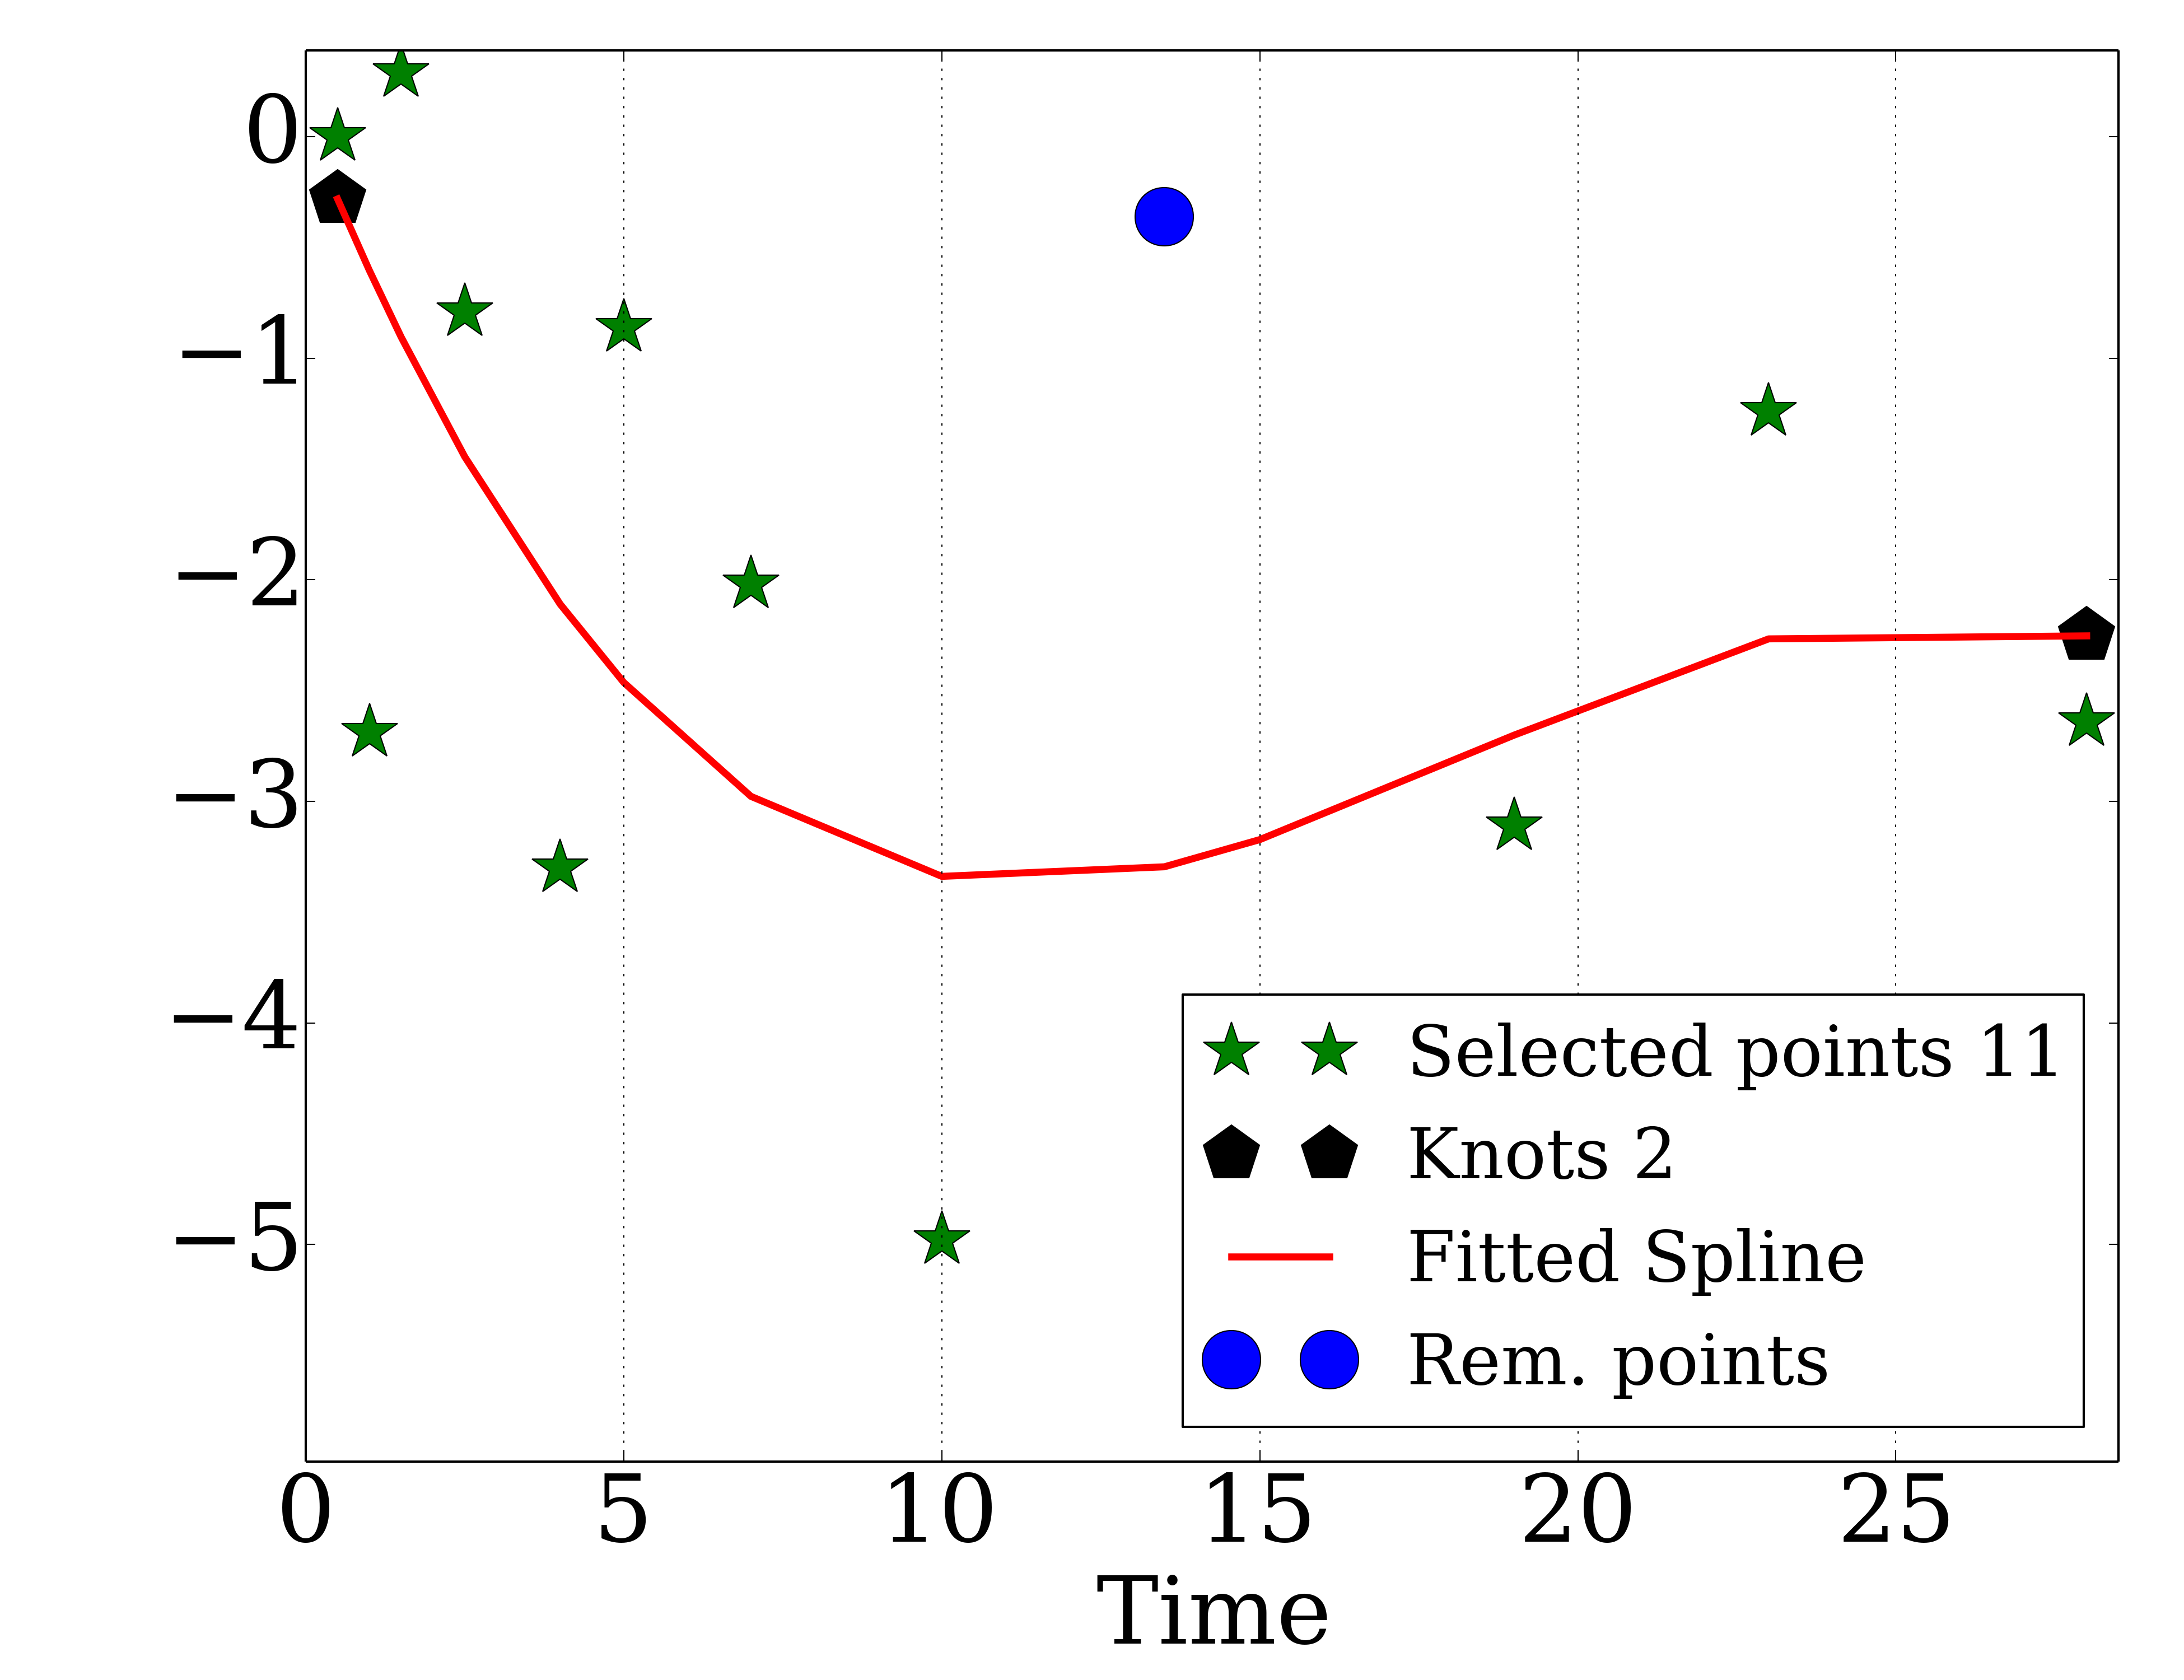 0
−1
−2
−3
−4
−5
Selected points 11
Knots 2
Fitted Spline
Rem. points
0 5 10 15 20 25
Time